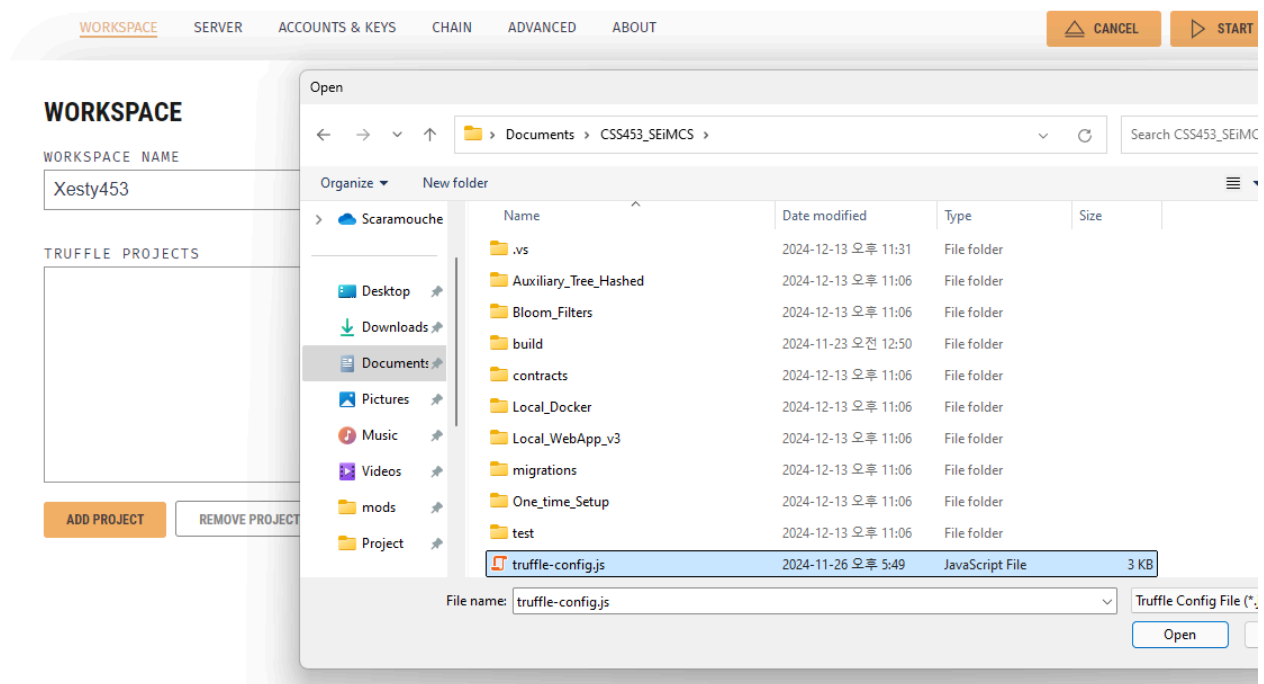 WORKSPACE SERVER ACCOUNTS & KEYS CHAIN ADVANCED ABOUT CANCEL START
WORKSPACE
WORKSPACE NAME
Xesty453
TRUFFLE PROJECTS
ADD PROJECT REMOVE PROJECT
Open
Documents CSS453_SEiMCS Search CSS453_SEiMC
Organize New folder
Scaramouche
Desktop
Downloads
Documents
Pictures
Music
Videos
mods
Project
Name Date modified Type Size
.vs 2024-12-13 오후 11:31 File folder
Auxiliary_Tree_Hashed 2024-12-13 오후 11:06 File folder
Bloom_Filters 2024-12-13 오후 11:06 File folder
build 2024-11-23 오전 12:50 File folder
contracts 2024-12-13 오후 11:06 File folder
Local_Docker 2024-12-13 오후 11:06 File folder
Local_WebApp_v3 2024-12-13 오후 11:06 File folder
migrations 2024-12-13 오후 11:06 File folder
One_time_Setup 2024-12-13 오후 11:06 File folder
test 2024-12-13 오후 11:06 File folder
truffle-config.js 2024-11-26 오후 5:49 JavaScript File 3 KB
File name: truffle-config.js Truffle Config File (*.
Open